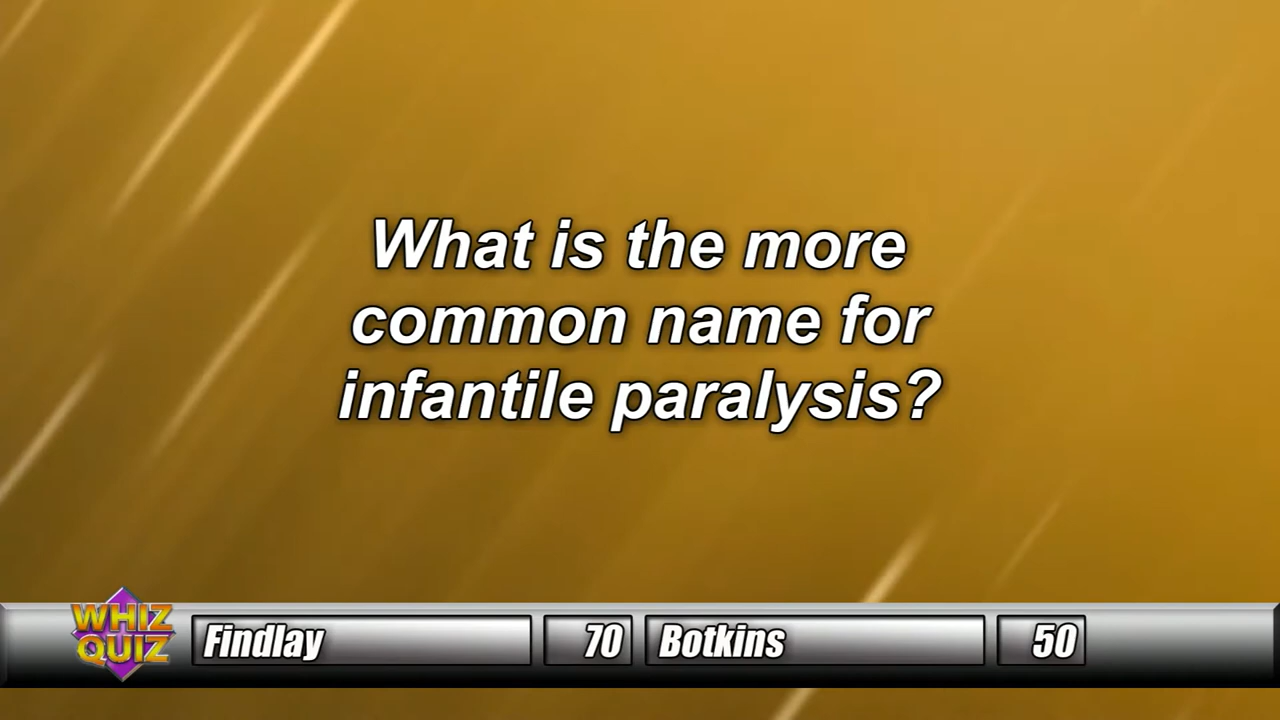 What is the more
common name for
infantile paralysis?
WHIZ
QUIZ
Findlay 70 Botkins 50